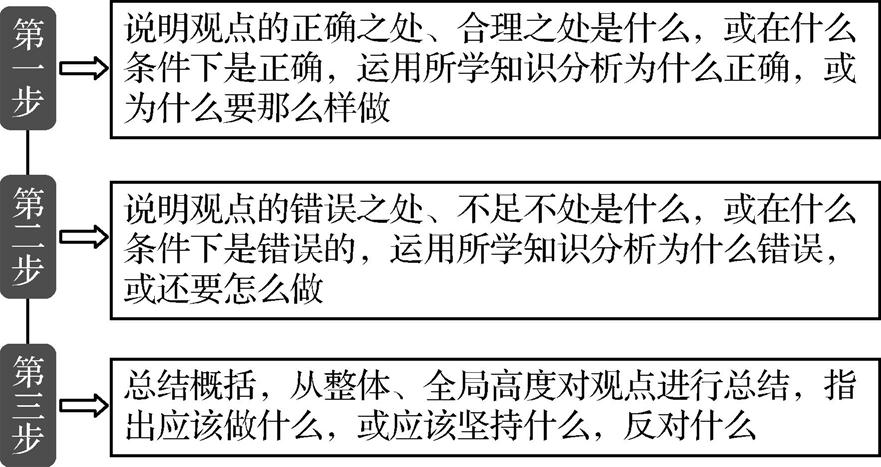 第一步
说明观点的正确之处、合理之处是什么，或在什么
条件下是正确，运用所学知识分析为什么正确，或
为什么要那么样做
第二步
说明观点的错误之处、不足不处是什么，或在什么
条件下是错误的，运用所学知识分析为什么错误，
或还要怎么做
第三步
总结概括，从整体、全局高度对观点进行总结，指
出应该做什么，或应该坚持什么，反对什么